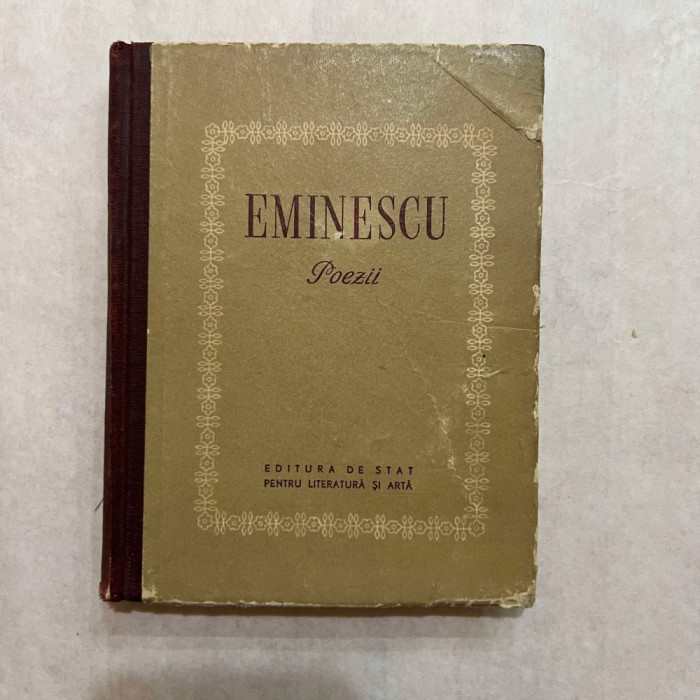 EMINESCU
Poezii
EDITURA DE STAT
PENTRU LITERATURĂ ȘI ARTĂ